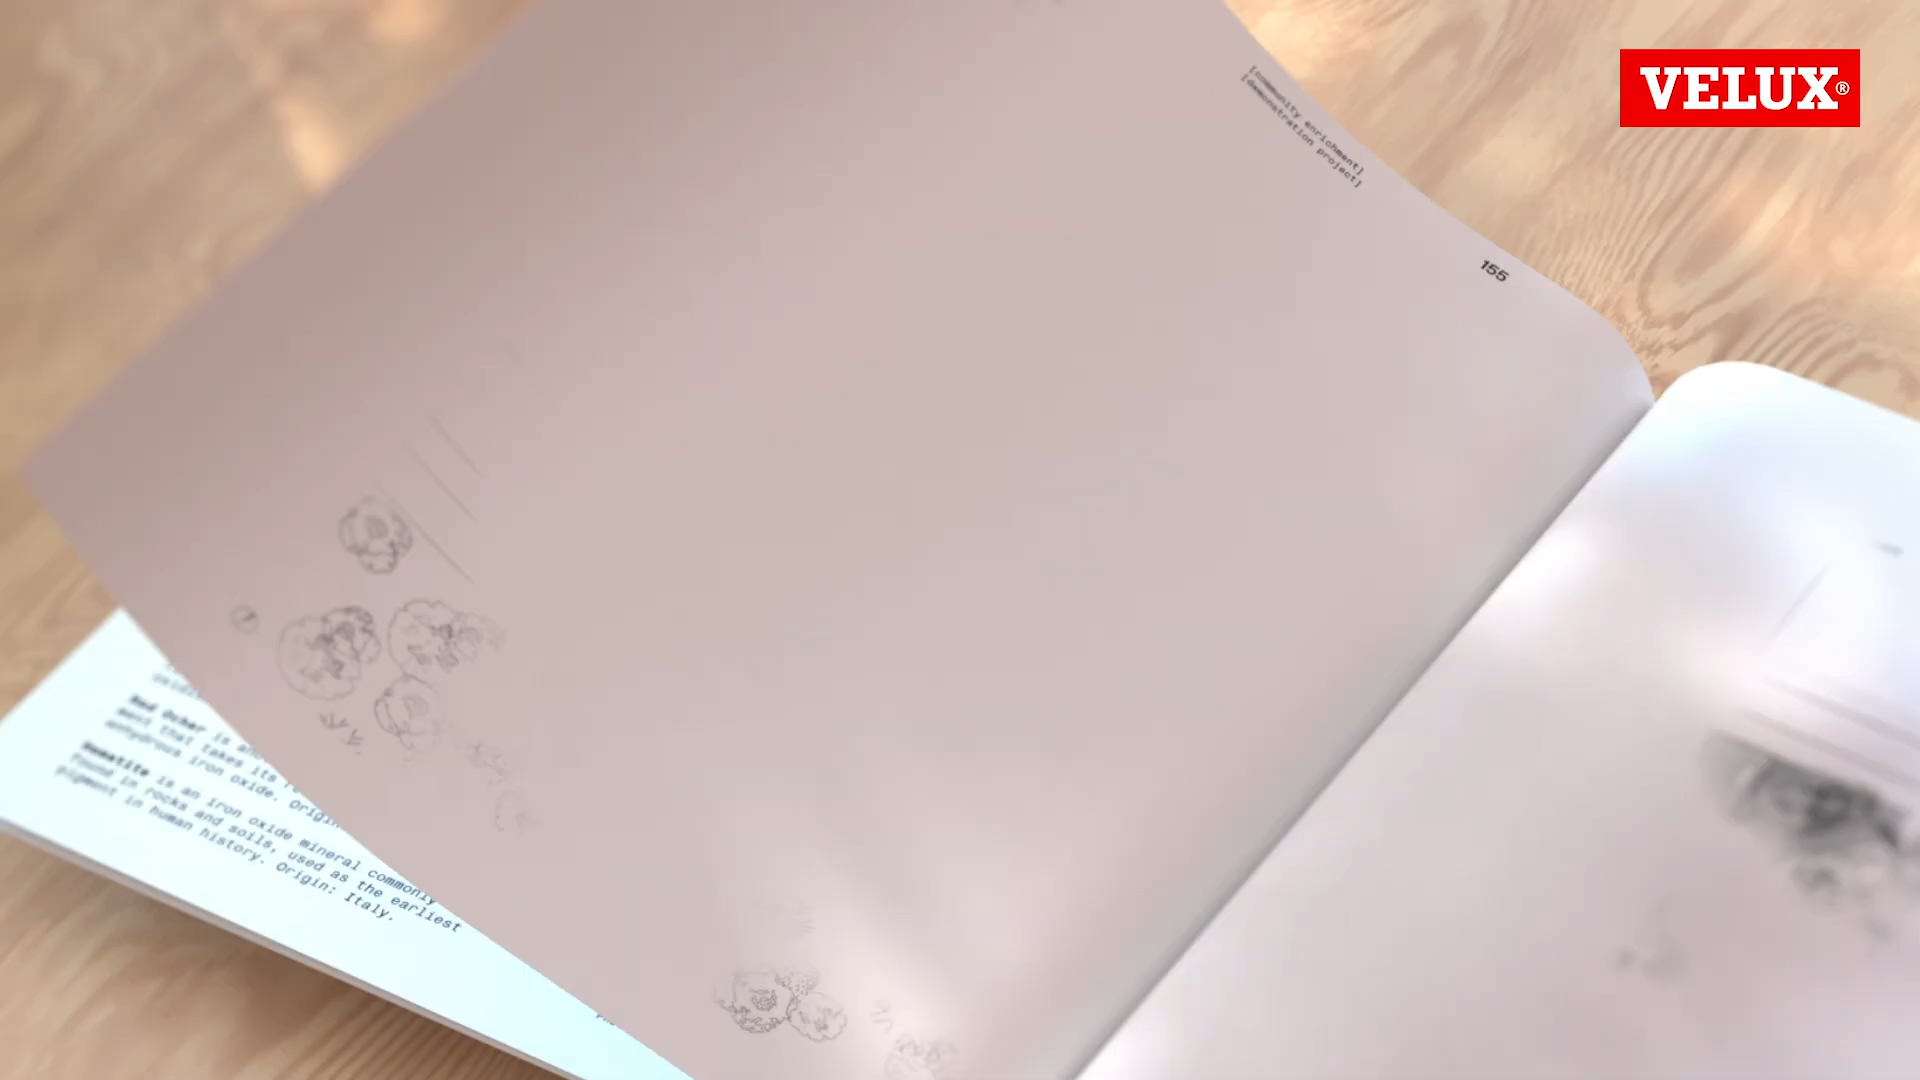 VELUX®
[community enrichment]
[demonstration project]
155
Red Ocher is an
ment that takes its
anhydrous iron oxide. Origin
Hematite is an iron oxide mineral commonly
found in rocks and soils, used as the earliest
pigment in human history. Origin: Italy.